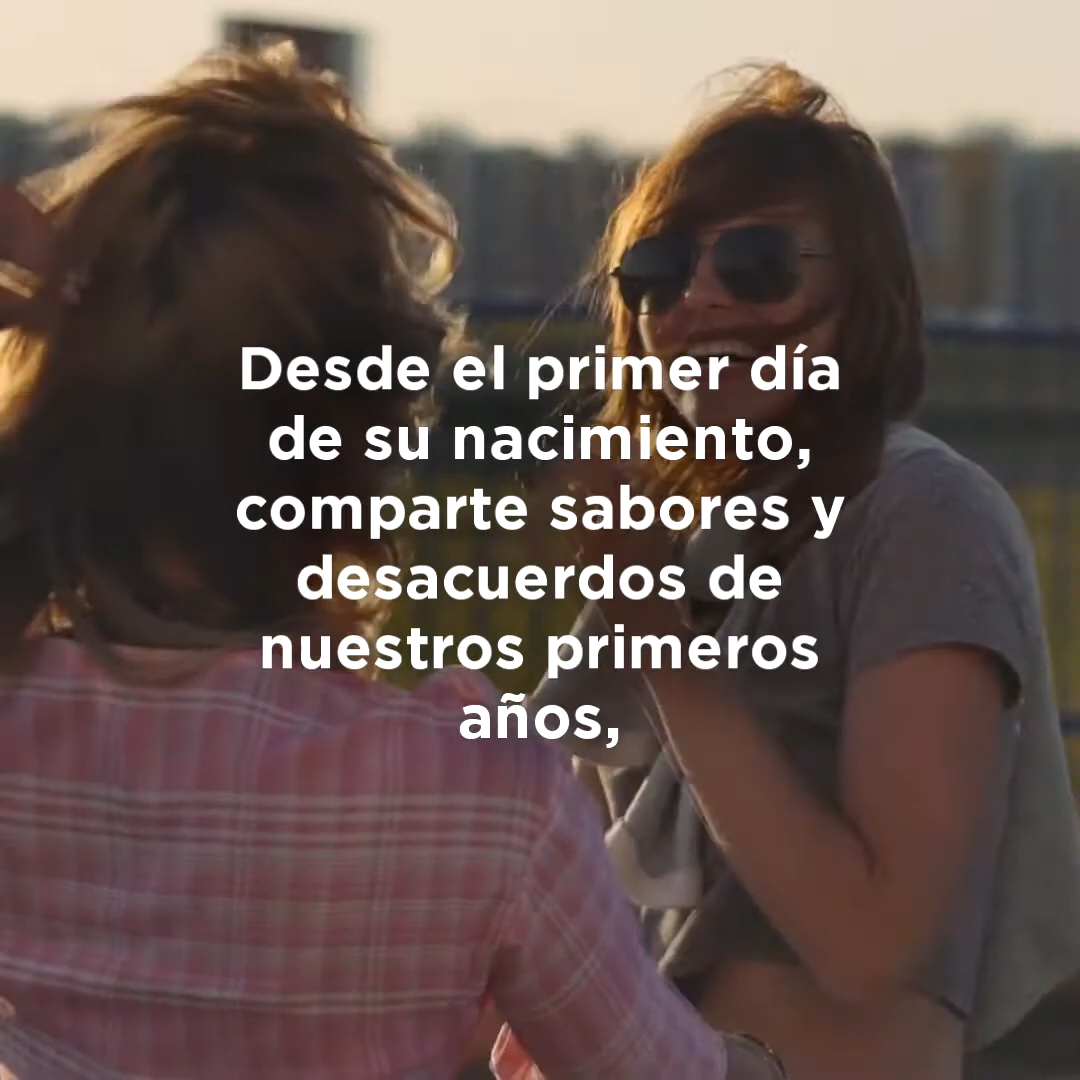 Desde el primer día
de su nacimiento,
comparte sabores y
desacuerdos de
nuestros primeros
años,